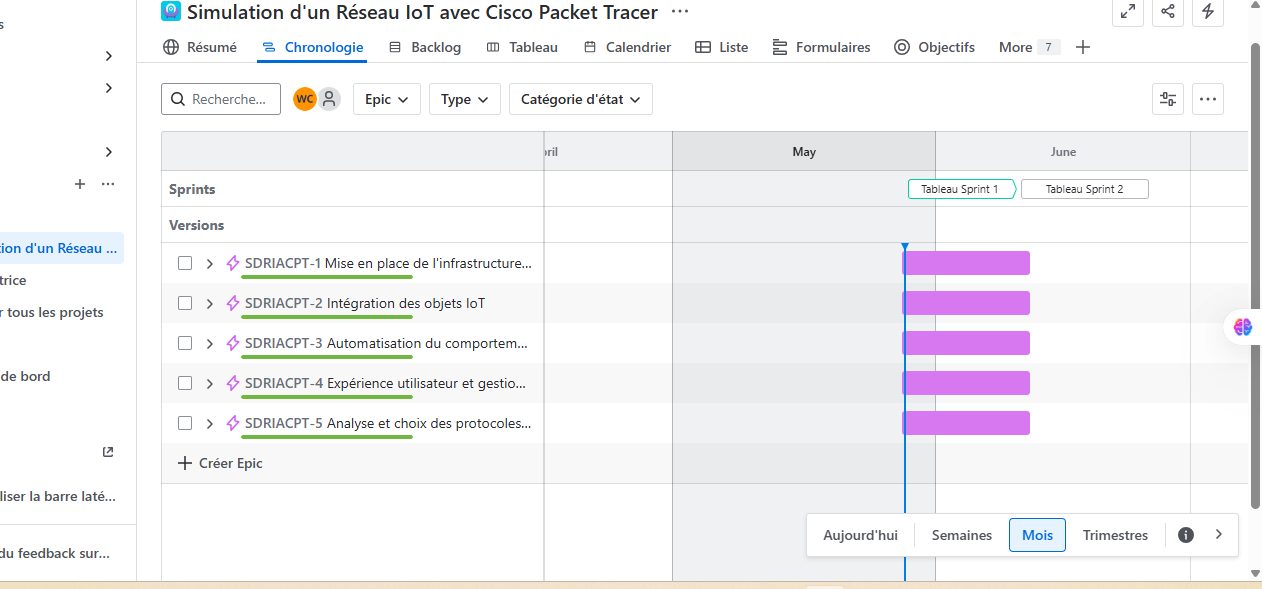 Simulation d'un Réseau IoT avec Cisco Packet Tracer
Résumé Chronologie Backlog Tableau Calendrier Liste Formulaires Objectifs More 7
Recherche... WC Epic Type Catégorie d'état
ril May June
Sprints Tableau Sprint 1 Tableau Sprint 2
Versions
tion d'un Réseau ... SDRIACPT-1 Mise en place de l'infrastructure...
trice
r tous les projets SDRIACPT-2 Intégration des objets IoT
SDRIACPT-3 Automatisation du comportem...
de bord SDRIACPT-4 Expérience utilisateur et gestio...
SDRIACPT-5 Analyse et choix des protocoles...
Créer Epic
liser la barre laté...
Aujourd'hui Semaines Mois Trimestres
du feedback sur...